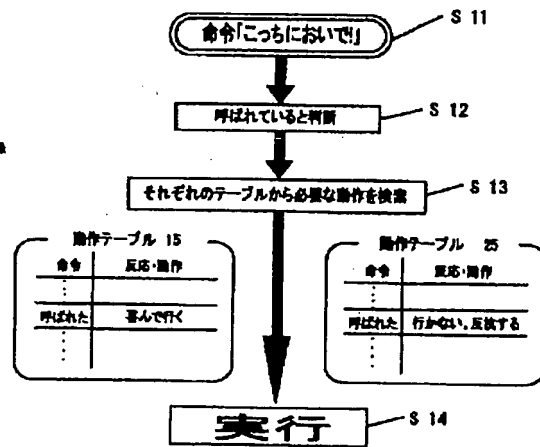 命令「こっちにおいで!」
S 11
呼ばれていると判断
S 12
それぞれのテーブルから必要な動作を検索
S 13
動作テーブル 15
命令 反応・動作
呼ばれた 喜んで行く
動作テーブル 25
命令 反応・動作
呼ばれた 行かない。反抗する
実行
S 14